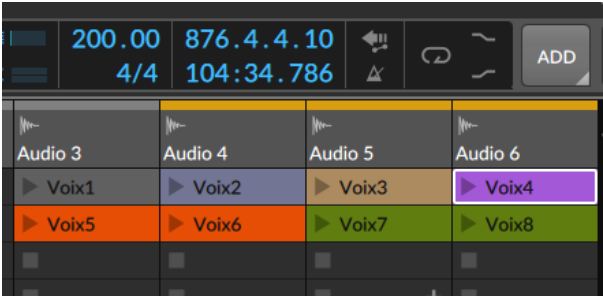 200.00 876.4.4.10
4/4 104:34.786
ADD
Audio 3 Audio 4 Audio 5 Audio 6
Voix1 Voix2 Voix3 Voix4
Voix5 Voix6 Voix7 Voix8